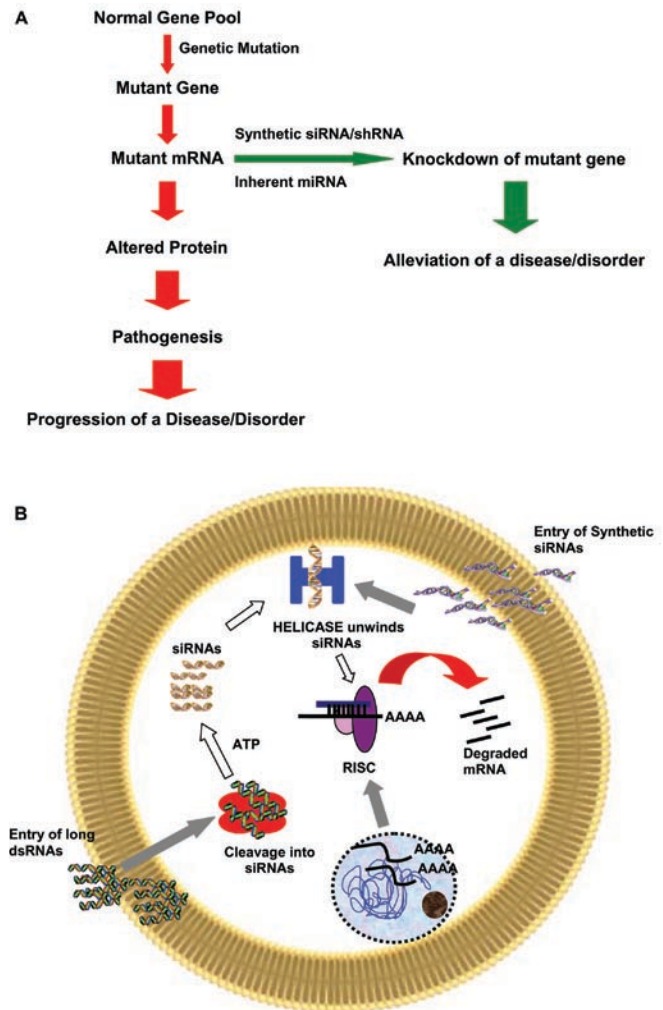 A
Normal Gene Pool
Genetic Mutation
Mutant Gene
Synthetic siRNA/shRNA
Mutant mRNA
Knockdown of mutant gene
Inherent miRNA
Altered Protein
Alleviation of a disease/disorder
Pathogenesis
Progression of a Disease/Disorder
B
Entry of Synthetic
siRNAs
HELICASE unwinds
siRNAs
siRNAs
AAAA
ATP
RISC
Degraded
mRNA
Entry of long
dsRNAs
Cleavage into
siRNAs
AAAA
AAAA